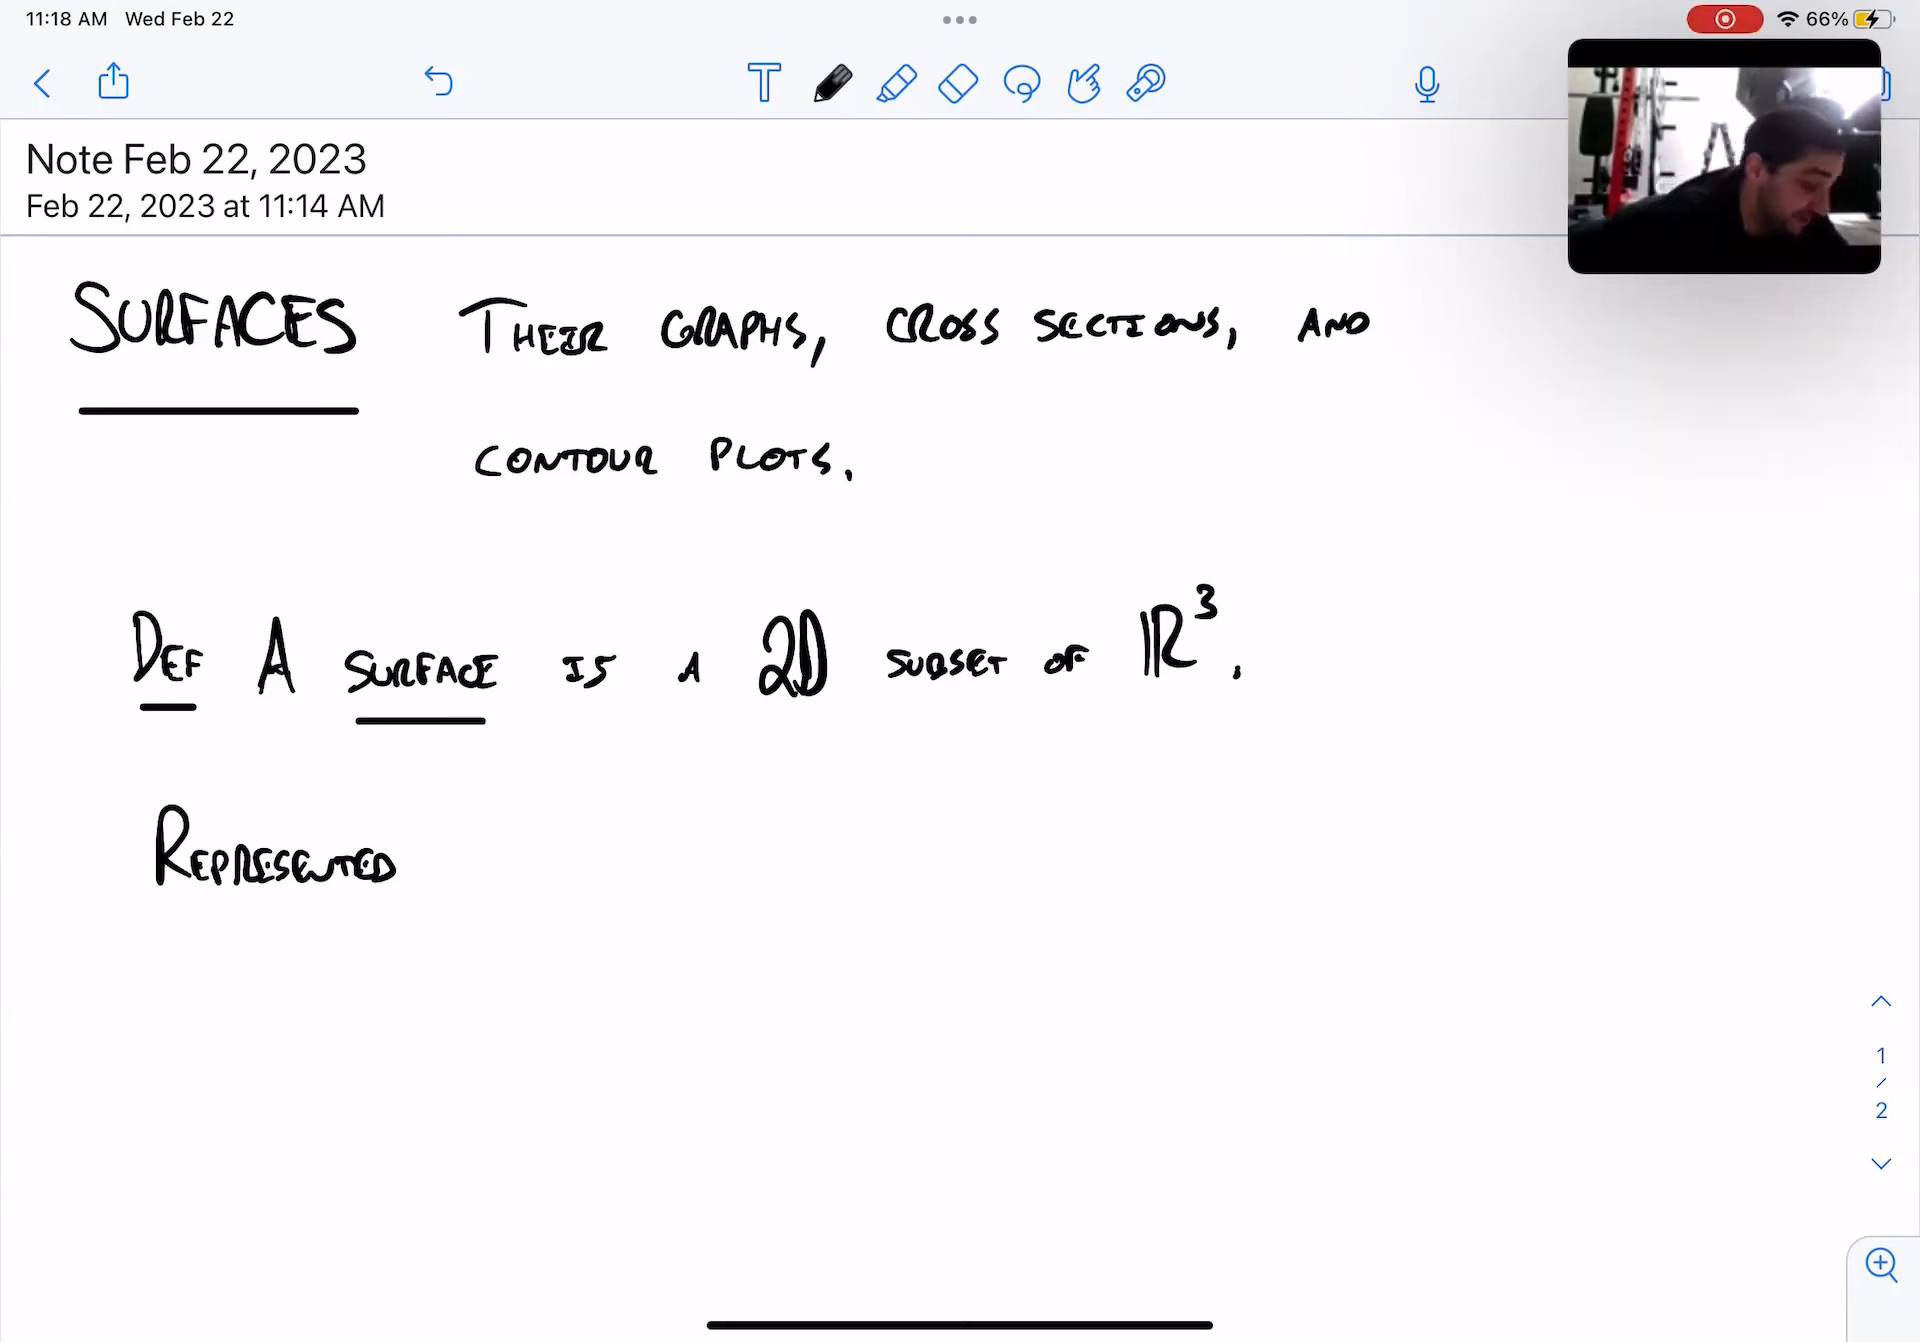 11:18 AM Wed Feb 22
66%
T
Note Feb 22, 2023
Feb 22, 2023 at 11:14 AM
SURFACES THEIR GRAPHS, CROSS SECTIONS, AND
CONTOUR PLOTS.
DEF A SURFACE IS A 2D SUBSET OF ℝ³.
REPRESENTED
1
/
2